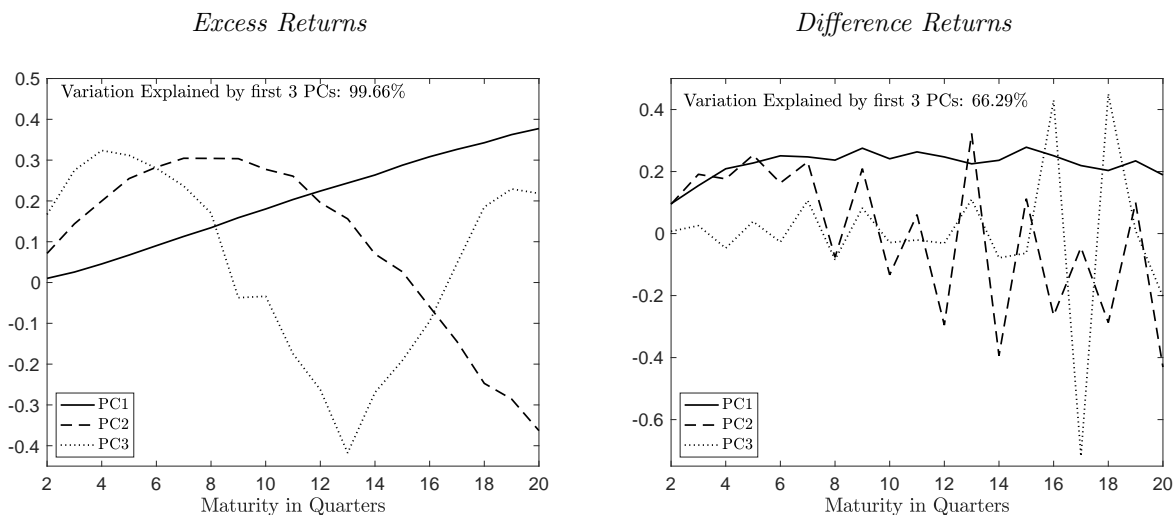 Excess Returns
Variation Explained by first 3 PCs: 99.66%
0.5
0.4
0.3
0.2
0.1
0
-0.1
-0.2
-0.3
-0.4
PC1
PC2
PC3
2 4 6 8 10 12 14 16 18 20
Maturity in Quarters
Difference Returns
Variation Explained by first 3 PCs: 66.29%
0.4
0.2
0
-0.2
-0.4
-0.6
PC1
PC2
PC3
2 4 6 8 10 12 14 16 18 20
Maturity in Quarters